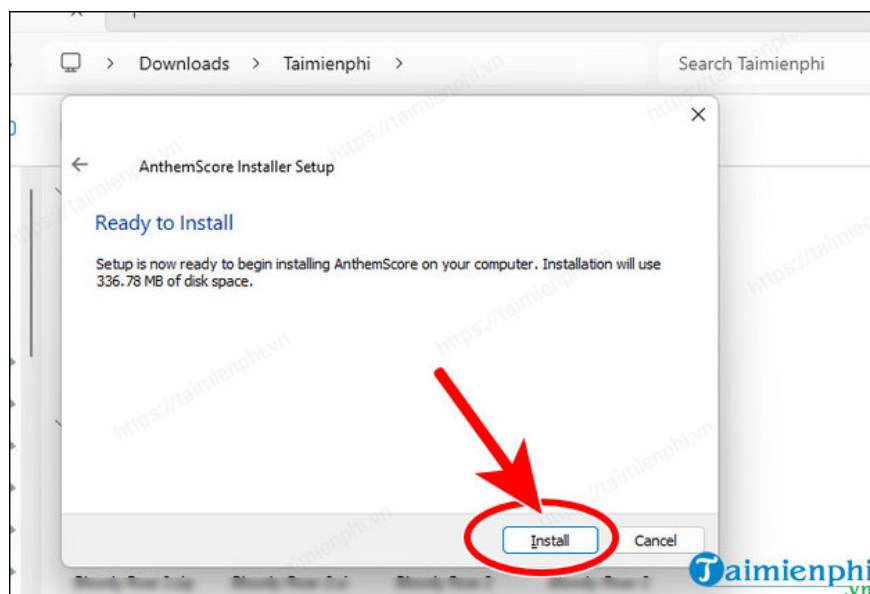 Downloads > Taimienphi >
Search Taimienphi
AnthemScore Installer Setup
Ready to Install
Setup is now ready to begin installing AnthemScore on your computer. Installation will use
336.78 MB of disk space.
Install
Cancel
Taimienphi
.vn
https://taimienphi.vn